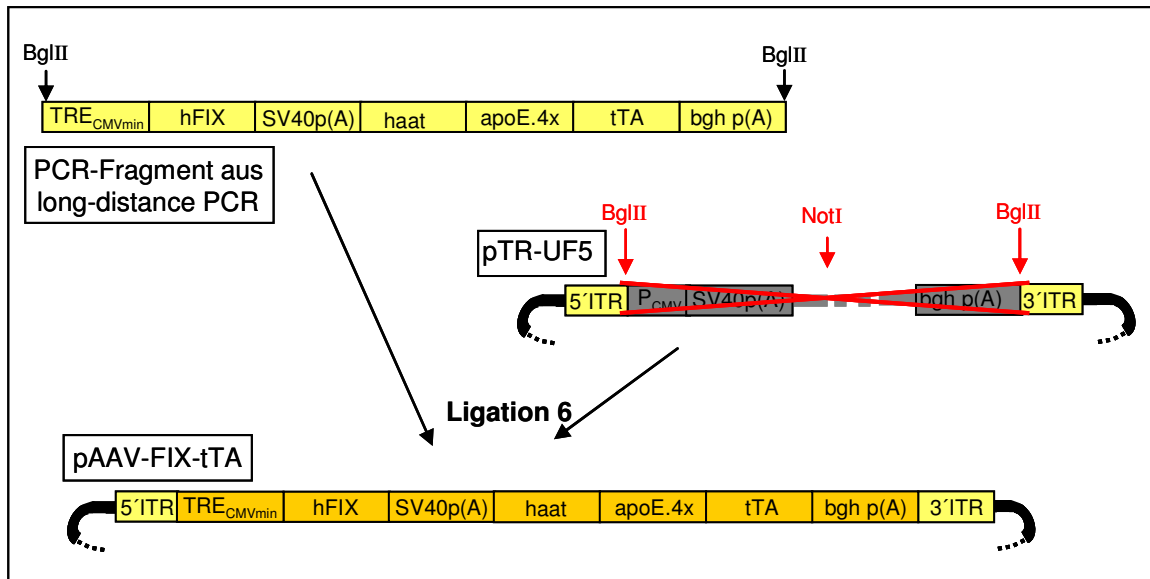 BglII BglII
TRECMVmin hFIX SV40p(A) haat apoE.4x tTA bgh p(A)
PCR-Fragment aus
long-distance PCR
BglII NotI BglII
pTR-UF5
5´ITR PCMV SV40p(A) bgh p(A) 3´ITR
Ligation 6
pAAV-FIX-tTA
5´ITR TRECMVmin hFIX SV40p(A) haat apoE.4x tTA bgh p(A) 3´ITR